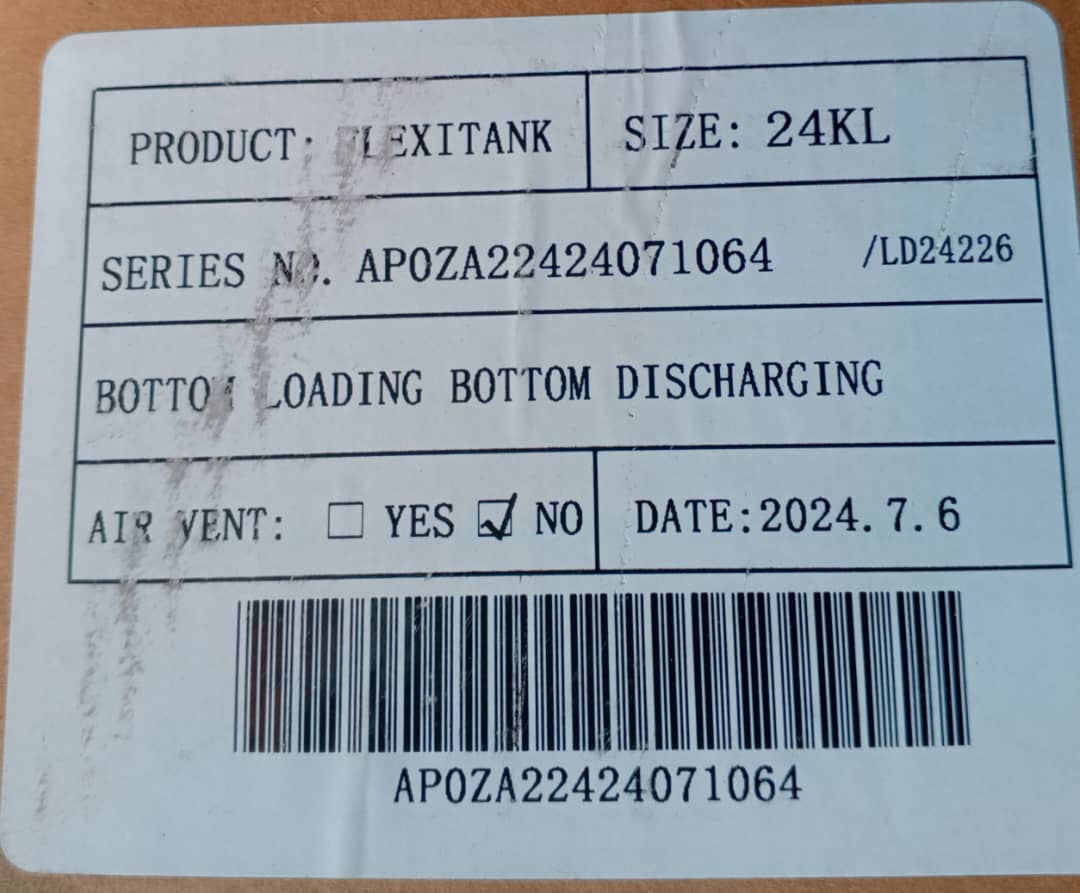 PRODUCT: FLEXITANK SIZE: 24KL
SERIES NO. APOZA22424071064 /LD24226
BOTTOM LOADING BOTTOM DISCHARGING
AIR VENT: ☐ YES ☑ NO DATE:2024.7.6
APOZA22424071064